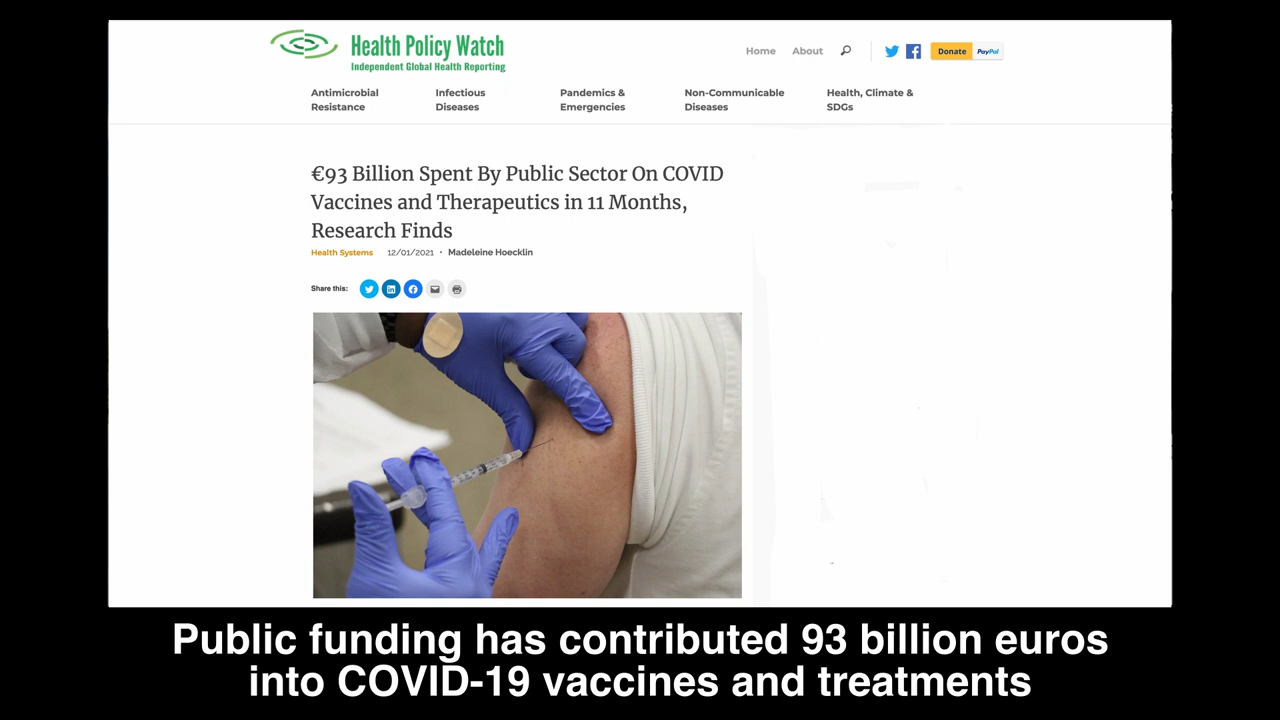 Health Policy Watch
Independent Global Health Reporting
Home About
Donate PayPal
Antimicrobial Resistance
Infectious Diseases
Pandemics & Emergencies
Non-Communicable Diseases
Health, Climate & SDGs
€93 Billion Spent By Public Sector On COVID
Vaccines and Therapeutics in 11 Months,
Research Finds
Health Systems 12/01/2021 • Madeleine Hoecklin
Share this:
Public funding has contributed 93 billion euros
into COVID-19 vaccines and treatments